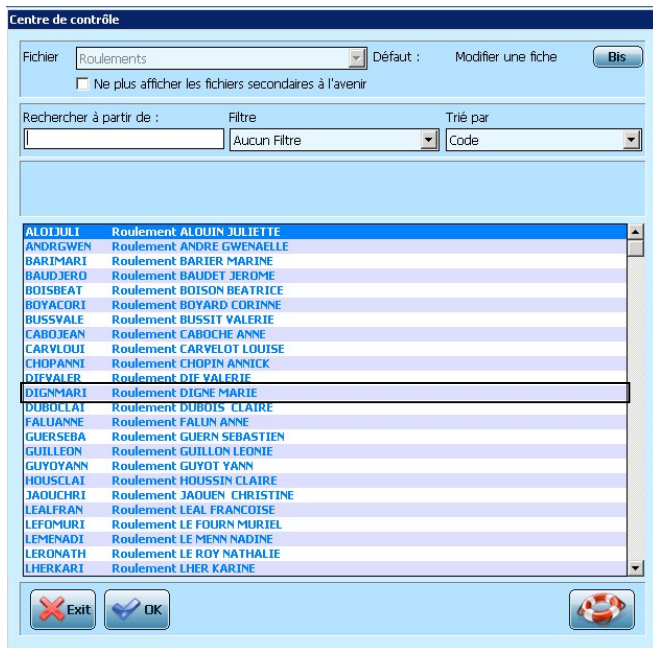 Centre de contrôle
Fichier Roulements Défaut : Modifier une fiche Bis
Ne plus afficher les fichiers secondaires à l'avenir
Rechercher à partir de : Filtre Trié par
Aucun Filtre Code
ALOIJULI Roulement ALOUIN JULIETTE
ANDRGWEN Roulement ANDRE GWENAELLE
BARIMARI Roulement BARIER MARINE
BAUDJERO Roulement BAUDET JEROME
BOISBEAT Roulement BOISON BEATRICE
BOYACORI Roulement BOYARD CORINNE
BUSSVALE Roulement BUSSIT VALERIE
CABOJEAN Roulement CABOCHE ANNE
CARVLOUI Roulement CARVELOT LOUISE
CHOPANNI Roulement CHOPIN ANNICK
DIFVALER Roulement DIF VALERIE
DIGNMARI Roulement DIGNE MARIE
DUBOCLAI Roulement DUBOIS CLAIRE
FALUANNE Roulement FALUN ANNE
GUERSEBA Roulement GUERN SEBASTIEN
GUILLEON Roulement GUILLON LEONIE
GUYOYANN Roulement GUYOT YANN
HOUSCLAI Roulement HOUSSIN CLAIRE
JAOUCHRI Roulement JAOUEN CHRISTINE
LEALFRAN Roulement LEAL FRANCOISE
LEFOMURI Roulement LE FOURN MURIEL
LEMENADI Roulement LE MENN NADINE
LERONATH Roulement LE ROY NATHALIE
LHERKARI Roulement LHER KARINE
Exit OK